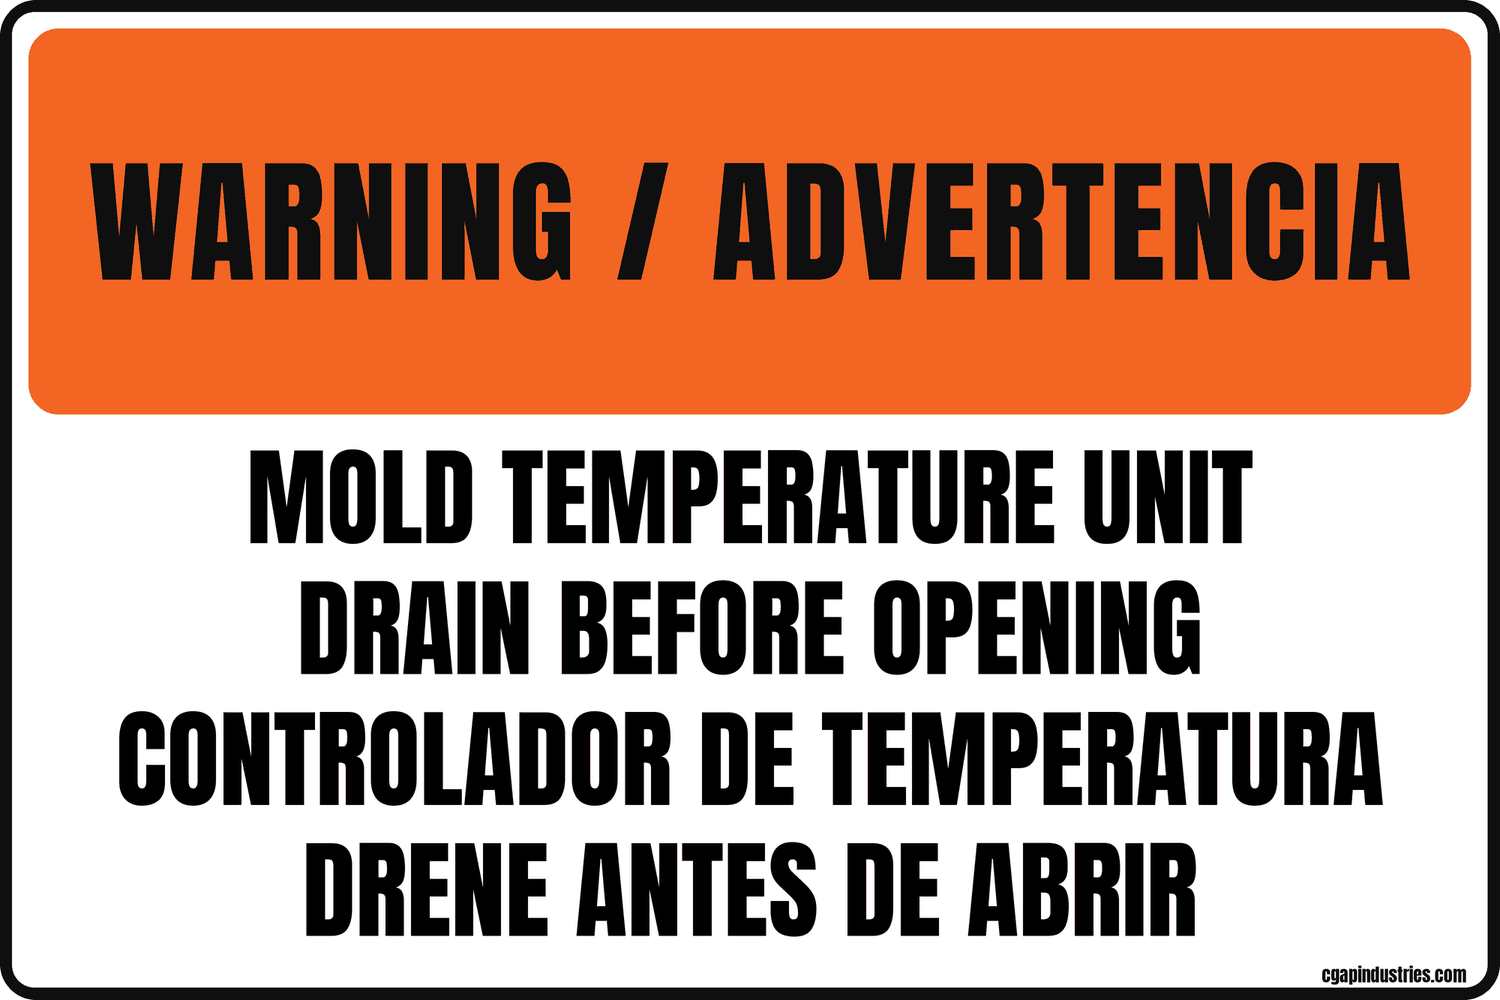 WARNING / ADVERTENCIA
MOLD TEMPERATURE UNIT
DRAIN BEFORE OPENING
CONTROLADOR DE TEMPERATURA
DRENE ANTES DE ABRIR
cgapindustries.com